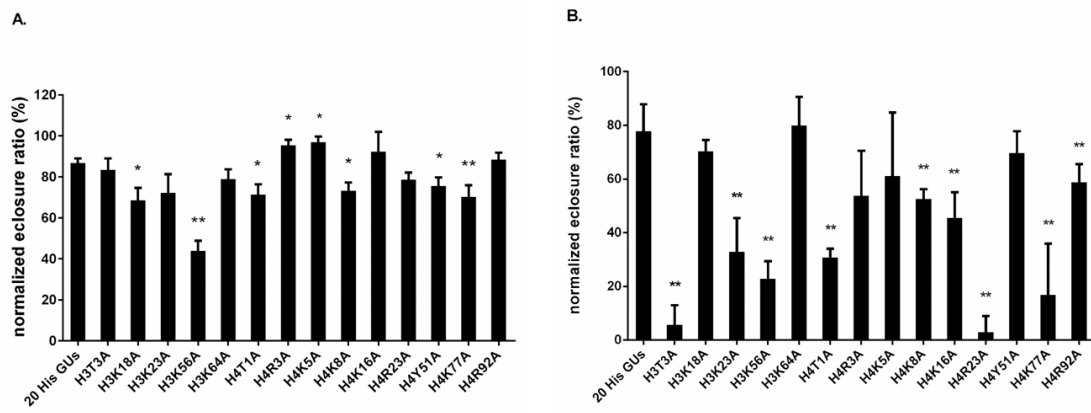 A.
normalized eclosure ratio (%)
120
100
80
60
40
20
0
*
**
*
*
*
*
*
**
20 His GUs
H3T3A
H3K18A
H3K23A
H3K56A
H3K64A
H4T1A
H4R3A
H4K5A
H4K8A
H4K16A
H4R23A
H4Y51A
H4K77A
H4R92A
B.
normalized eclosure ratio (%)
100
80
60
40
20
0
**
**
**
**
**
**
**
**
**
20 His GUs
H3T3A
H3K18A
H3K23A
H3K56A
H3K64A
H4T1A
H4R3A
H4K5A
H4K8A
H4K16A
H4R23A
H4Y51A
H4K77A
H4R92A